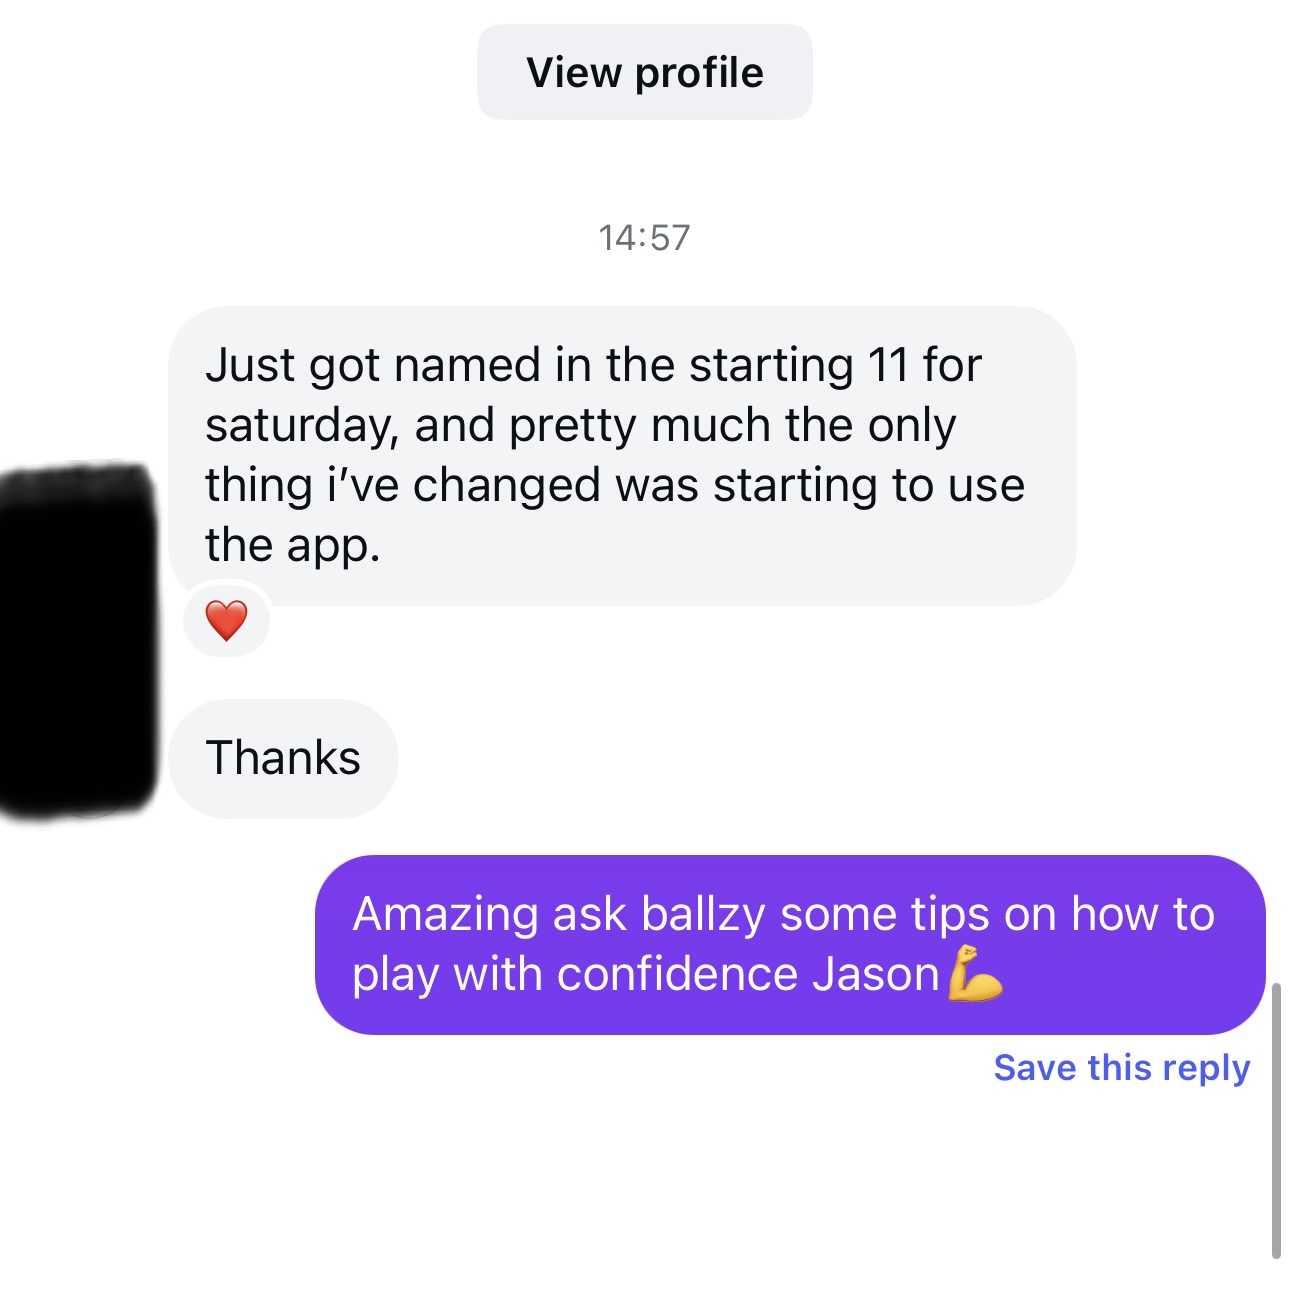 View profile
14:57
Just got named in the starting 11 for
saturday, and pretty much the only
thing i’ve changed was starting to use
the app.
❤️
Thanks
Amazing ask ballzy some tips on how to
play with confidence Jason💪
Save this reply